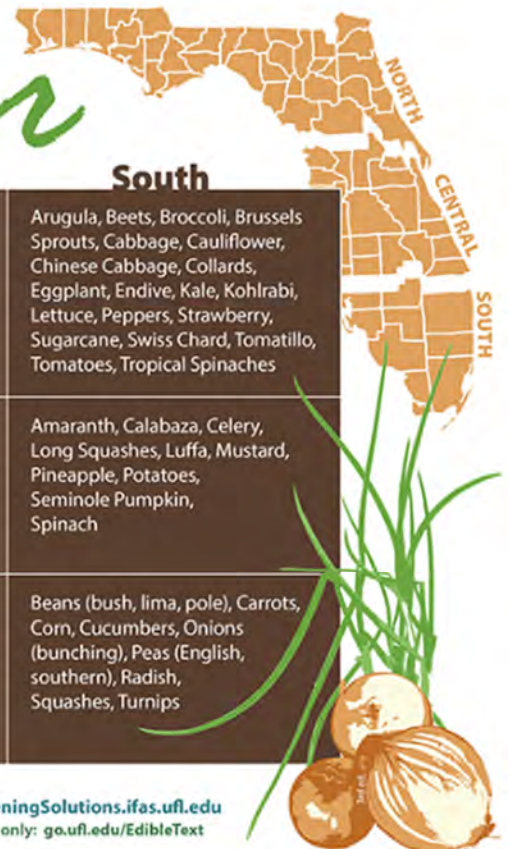 NORTH
CENTRAL
SOUTH
South
Arugula, Beets, Broccoli, Brussels
Sprouts, Cabbage, Cauliflower,
Chinese Cabbage, Collards,
Eggplant, Endive, Kale, Kohlrabi,
Lettuce, Peppers, Strawberry,
Sugarcane, Swiss Chard, Tomatillo,
Tomatoes, Tropical Spinaches
Amaranth, Calabaza, Celery,
Long Squashes, Luffa, Mustard,
Pineapple, Potatoes,
Seminole Pumpkin,
Spinach
Beans (bush, lima, pole), Carrots,
Corn, Cucumbers, Onions
(bunching), Peas (English,
southern), Radish,
Squashes, Turnips
ningSolutions.ifas.ufl.edu
only: go.ufl.edu/EdibleText